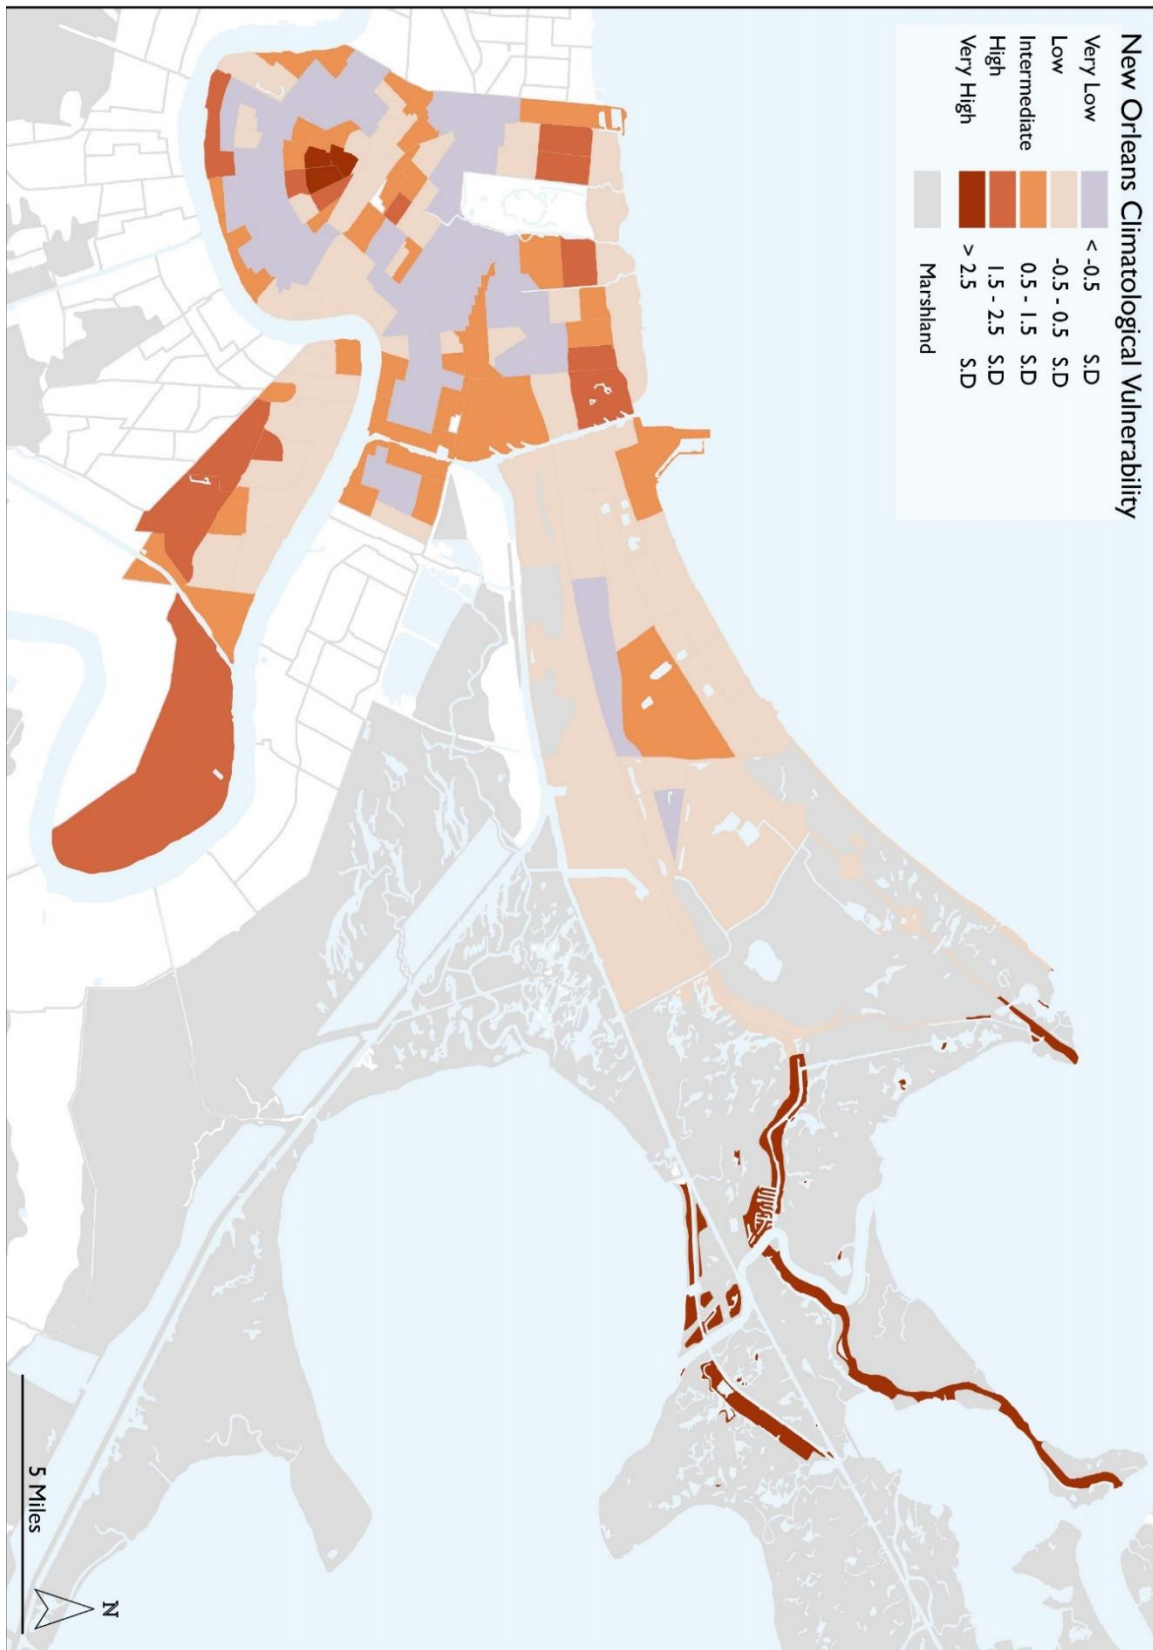 New Orleans Climatological Vulnerability
Very Low < -0.5 S.D
Low -0.5 - 0.5 S.D
Intermediate 0.5 - 1.5 S.D
High 1.5 - 2.5 S.D
Very High > 2.5 S.D
Marshland
N
5 Miles